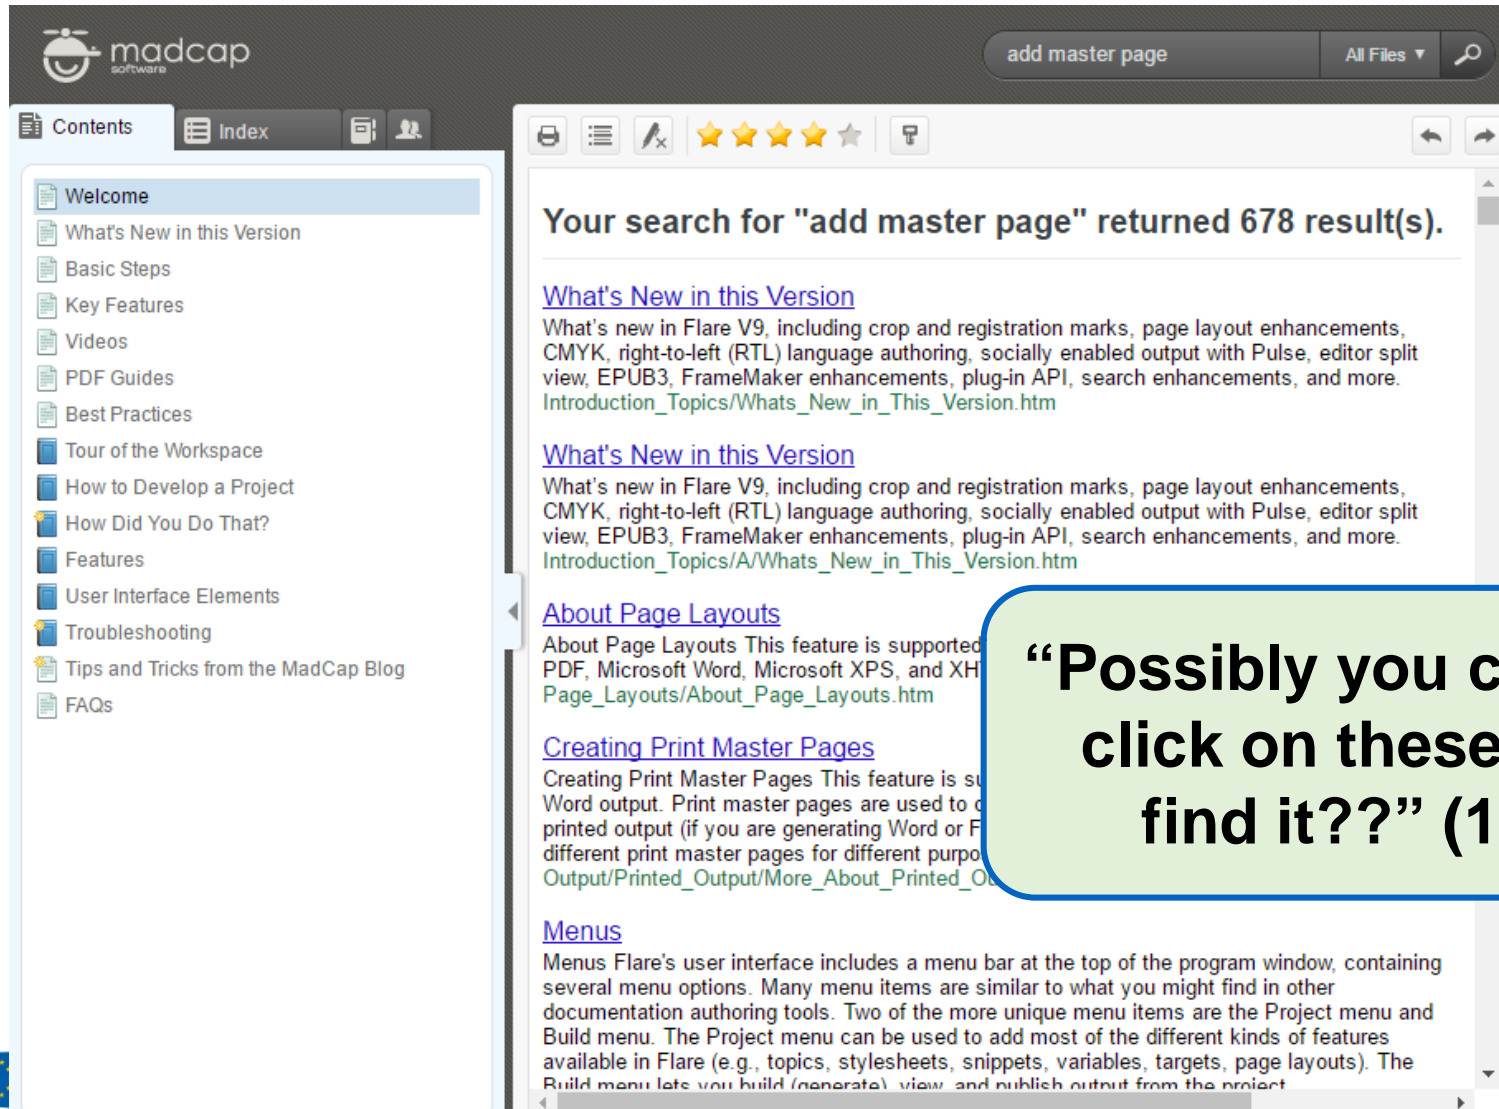 madcap
software
add master page
All Files
Contents
Index
Welcome
What's New in this Version
Basic Steps
Key Features
Videos
PDF Guides
Best Practices
Tour of the Workspace
How to Develop a Project
How Did You Do That?
Features
User Interface Elements
Troubleshooting
Tips and Tricks from the MadCap Blog
FAQs
Your search for "add master page" returned 678 result(s).
What's New in this Version
What's new in Flare V9, including crop and registration marks, page layout enhancements,
CMYK, right-to-left (RTL) language authoring, socially enabled output with Pulse, editor split
view, EPUB3, FrameMaker enhancements, plug-in API, search enhancements, and more.
Introduction_Topics/Whats_New_in_This_Version.htm
What's New in this Version
What's new in Flare V9, including crop and registration marks, page layout enhancements,
CMYK, right-to-left (RTL) language authoring, socially enabled output with Pulse, editor split
view, EPUB3, FrameMaker enhancements, plug-in API, search enhancements, and more.
Introduction_Topics/A/Whats_New_in_This_Version.htm
About Page Layouts
About Page Layouts This feature is supported
PDF, Microsoft Word, Microsoft XPS, and
Page_Layouts/About_Page_Layouts.htm
Creating Print Master Pages
Creating Print Master Pages This feature is
Word output. Print master pages are used to
printed output (if you are generating Word or
different print master pages for different
Output/Printed_Output/More_About_Printed_
“Possibly you
click on these
find it??” (1
Menus
Menus Flare's user interface includes a menu bar at the top of the program window, containing
several menu options. Many menu items are similar to what you might find in other
documentation authoring tools. Two of the more unique menu items are the Project menu and
Build menu. The Project menu can be used to add most of the different kinds of features
available in Flare (e.g., topics, stylesheets, snippets, variables, targets, page layouts). The
Build menu lets you build (generate), view, and publish output from the project.